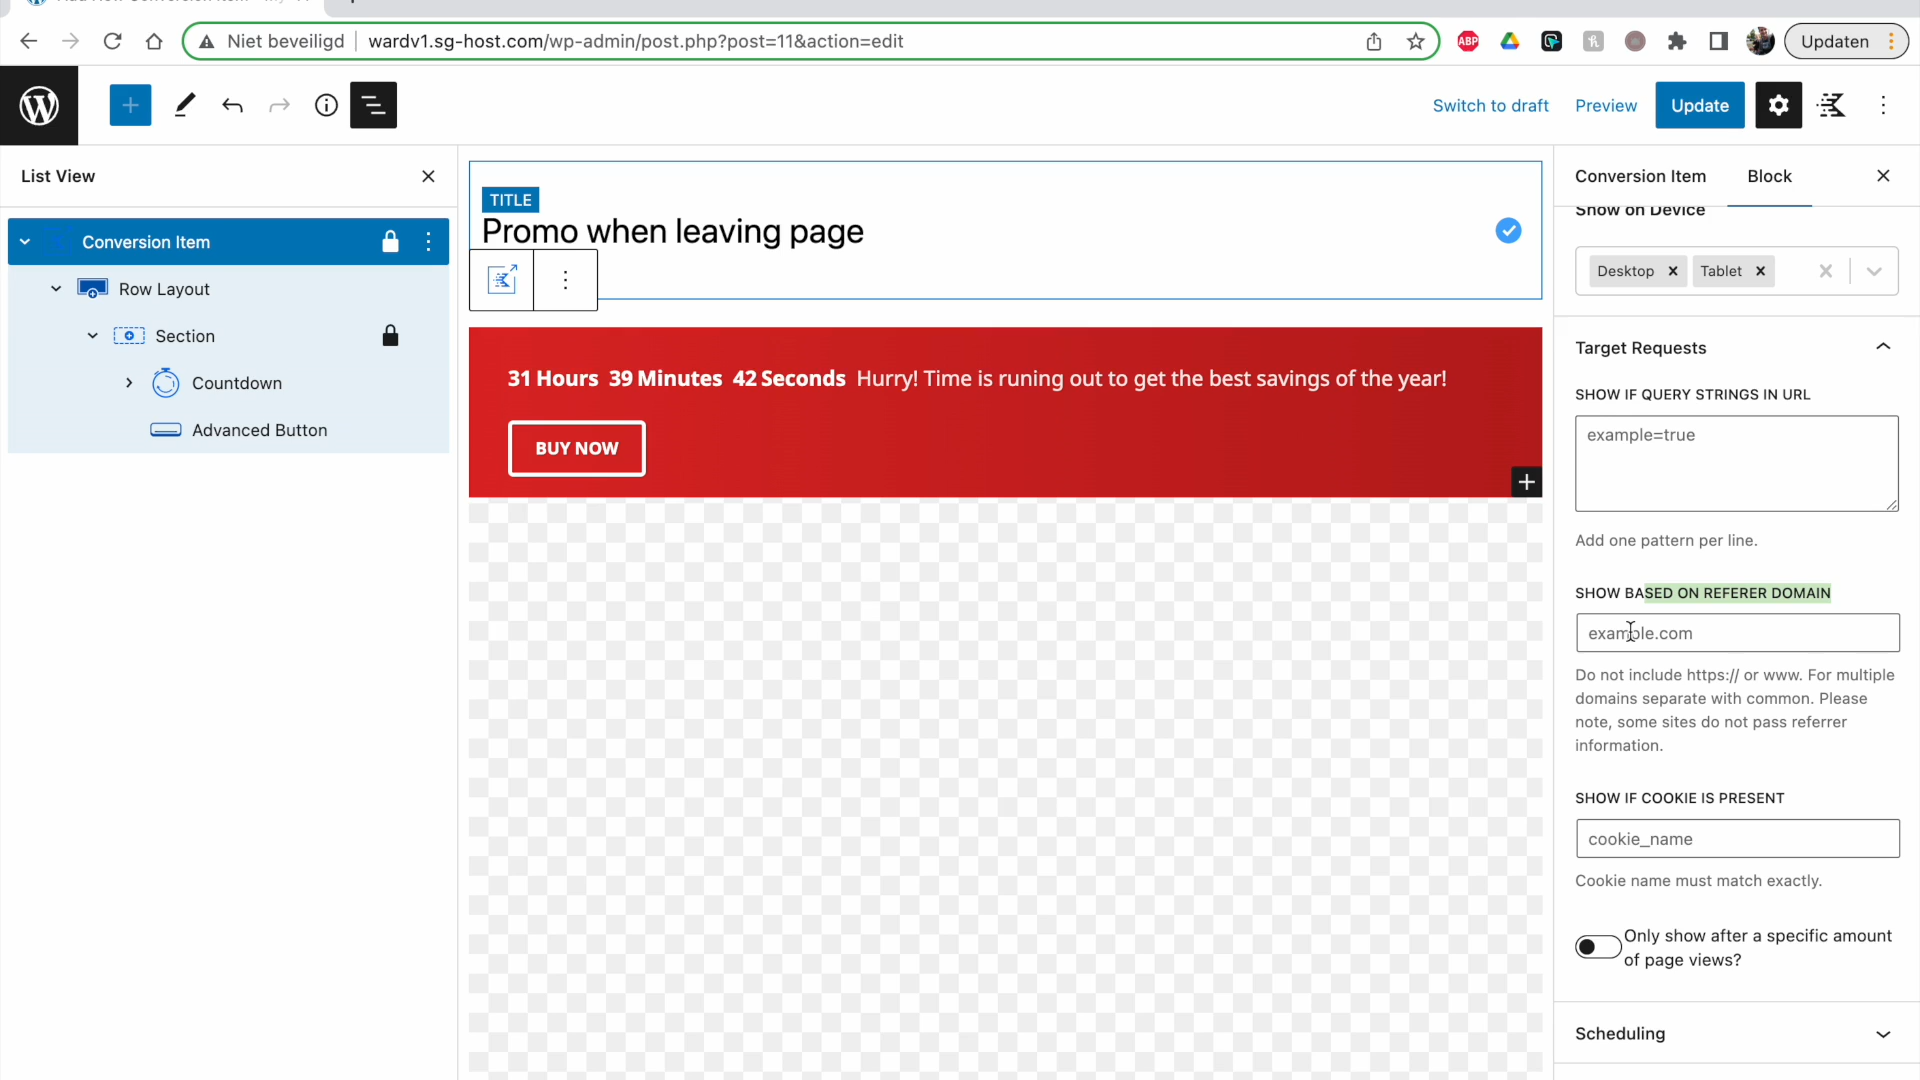 Niet beveiligd
wardv1.sg-host.com/wp-admin/post.php?post=11&action=edit
ABP
Updaten
Switch to draft
Preview
Update
List View
Conversion Item
Row Layout
Section
Countdown
Advanced Button
TITLE
Promo when leaving page
31 Hours 39 Minutes 42 Seconds Hurry! Time is runing out to get the best savings of the year!
BUY NOW
Conversion Item
Block
Show on Device
Desktop
Tablet
Target Requests
SHOW IF QUERY STRINGS IN URL
example=true
Add one pattern per line.
SHOW BASED ON REFERER DOMAIN
example.com
Do not include https:// or www. For multiple
domains separate with common. Please
note, some sites do not pass referrer
information.
SHOW IF COOKIE IS PRESENT
cookie_name
Cookie name must match exactly.
Only show after a specific amount
of page views?
Scheduling